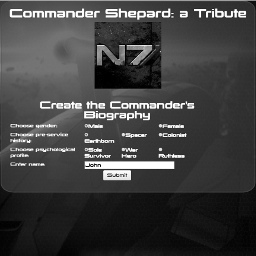 Commander Shepard: a Tribute
N7
Create the Commander's
Biography
Choose gender: Male Female
Choose pre-service history: Earthborn Spacer Colonist
Choose psychological profile: Sole Survivor War Hero Ruthless
Enter name: John
Submit